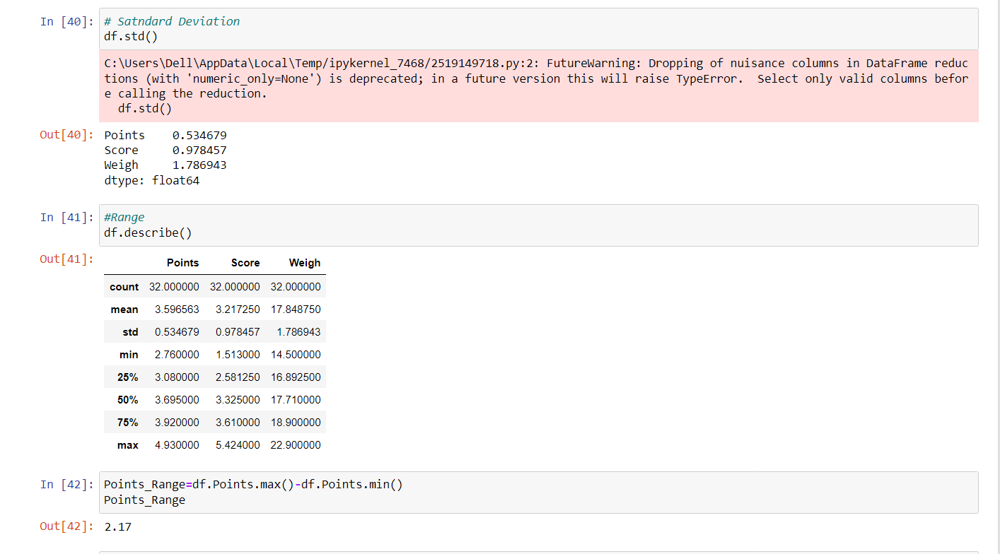 In [40]: # Satndard Deviation
df.std()
C:\Users\Dell\AppData\Local\Temp/ipykernel_7468/2519149718.py:2: FutureWarning: Dropping of nuisance columns in DataFrame reduc
tions (with 'numeric_only=None') is deprecated; in a future version this will raise TypeError.  Select only valid columns befor
e calling the reduction.
  df.std()
Out[40]: Points    0.534679
Score     0.978457
Weigh     1.786943
dtype: float64
In [41]: #Range
df.describe()
Out[41]:
Points Score Weigh
count 32.000000 32.000000 32.000000
mean 3.596563 3.217250 17.848750
std 0.534679 0.978457 1.786943
min 2.760000 1.513000 14.500000
25% 3.080000 2.581250 16.892500
50% 3.695000 3.325000 17.710000
75% 3.920000 3.610000 18.900000
max 4.930000 5.424000 22.900000
In [42]: Points_Range=df.Points.max()-df.Points.min()
Points_Range
Out[42]: 2.17